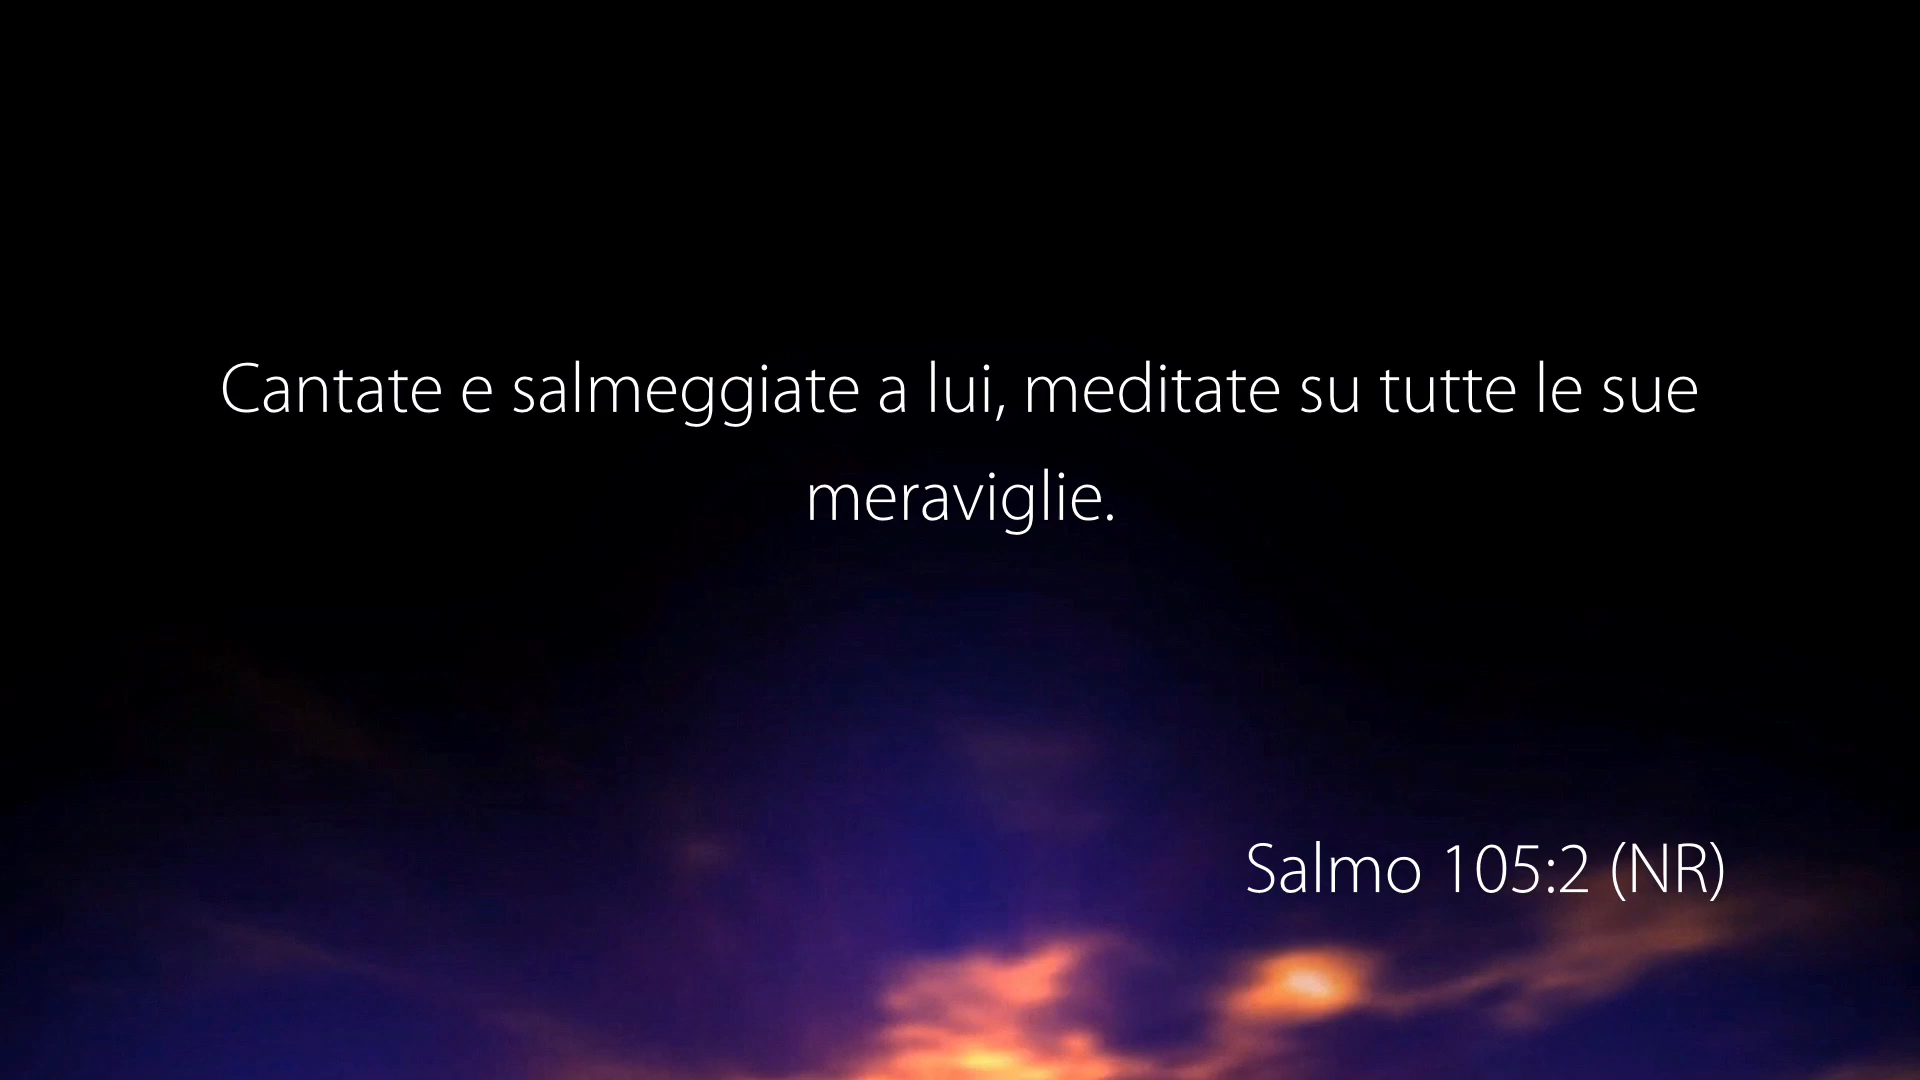 Cantate e salmeggiate a lui, meditate su tutte le sue
meraviglie.
Salmo 105:2 (NR)